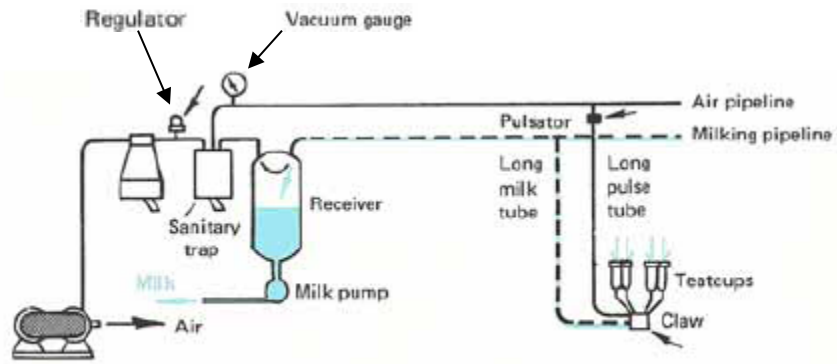 Regulator
Vacuum gauge
Air pipeline
Pulsator
Milking pipeline
Long
milk
tube
Long
pulse
tube
Receiver
Sanitary
trap
Teatcups
Milk
Milk pump
Claw
Air